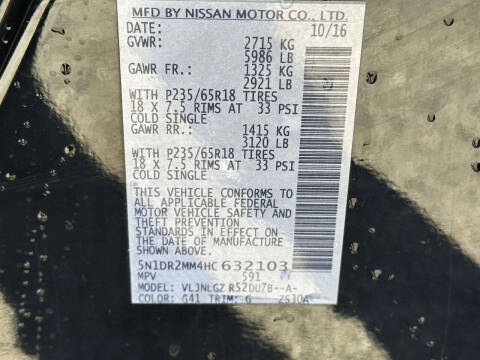 MFD BY NISSAN MOTOR CO., LTD.
DATE: 10/16
GVWR: 2715 KG
5986 LB
GAWR FR.: 1325 KG
2921 LB
WITH P235/65R18 TIRES
18 X 7.5 RIMS AT 33 PSI
COLD SINGLE
GAWR RR.: 1415 KG
3120 LB
WITH P235/65R18 TIRES
18 X 7.5 RIMS AT 33 PSI
COLD SINGLE
THIS VEHICLE CONFORMS TO
ALL APPLICABLE FEDERAL
MOTOR VEHICLE SAFETY AND
THEFT PREVENTION
STANDARDS IN EFFECT ON THE
DATE OF MANUFACTURE
SHOWN ABOVE.
5N1DR2MM4HC 632103
MPV 591
MODEL: VLJNLGZ R52DUZB--A-
COLOR: G41 TRIM: G